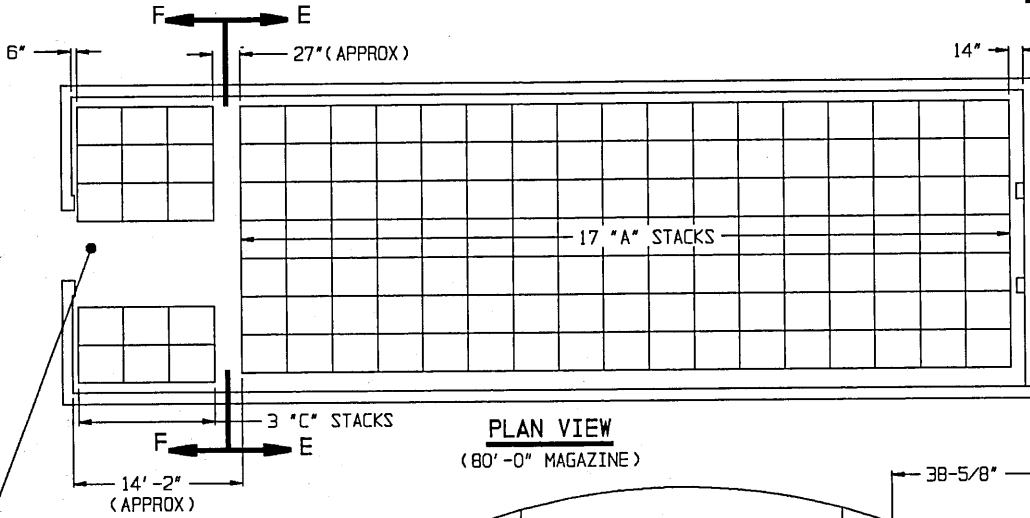 F E
6" 27"(APPROX) 14"
17 "A" STACKS
3 "C" STACKS
F E
PLAN VIEW
(80'-0" MAGAZINE)
14'-2"
(APPROX)
38-5/8"